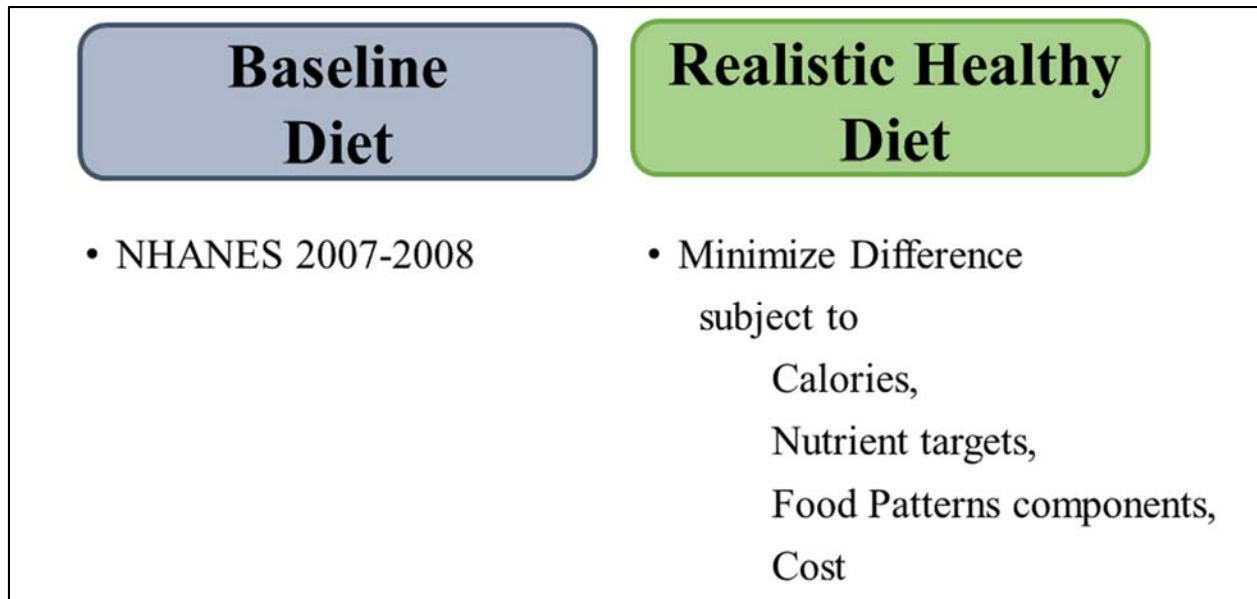 Baseline
Diet
• NHANES 2007-2008
Realistic Healthy
Diet
• Minimize Difference
subject to
Calories,
Nutrient targets,
Food Patterns components,
Cost